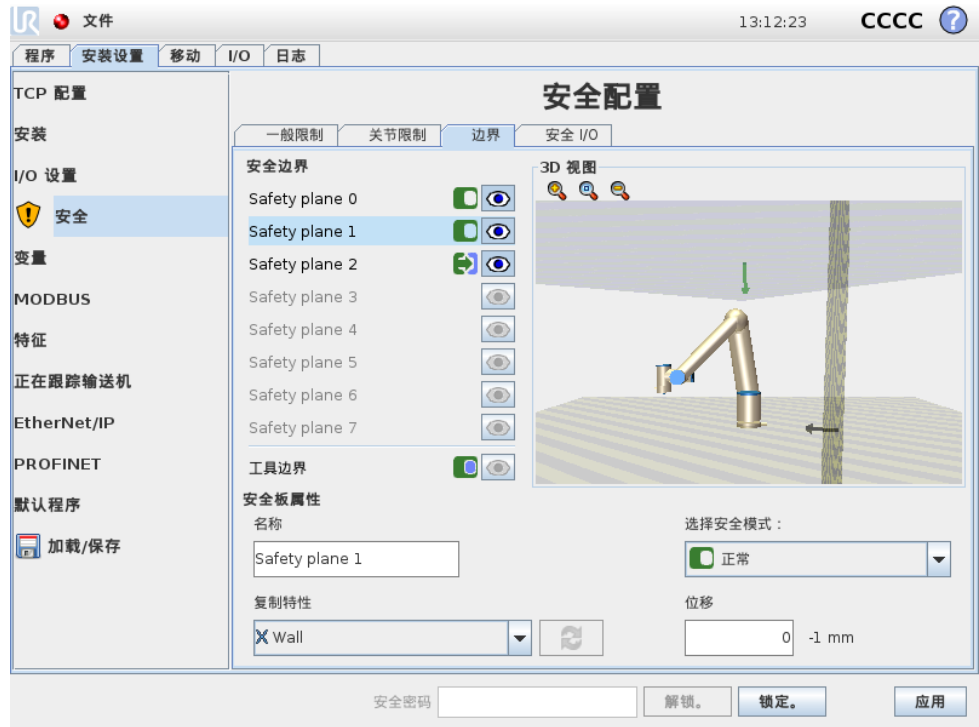 UR 文件 13:12:23 CCCC ?
程序 安装设置 移动 I/O 日志
TCP 配置
安装
I/O 设置
安全
变量
MODBUS
特征
正在跟踪输送机
EtherNet/IP
PROFINET
默认程序
加载/保存
安全配置
一般限制 关节限制 边界 安全 I/O
安全边界
Safety plane 0
Safety plane 1
Safety plane 2
Safety plane 3
Safety plane 4
Safety plane 5
Safety plane 6
Safety plane 7
工具边界
3D 视图
安全板属性
名称
Safety plane 1
选择安全模式：
正常
复制特性
Wall
位移
0 -1 mm
安全密码 解锁。 锁定。 应用